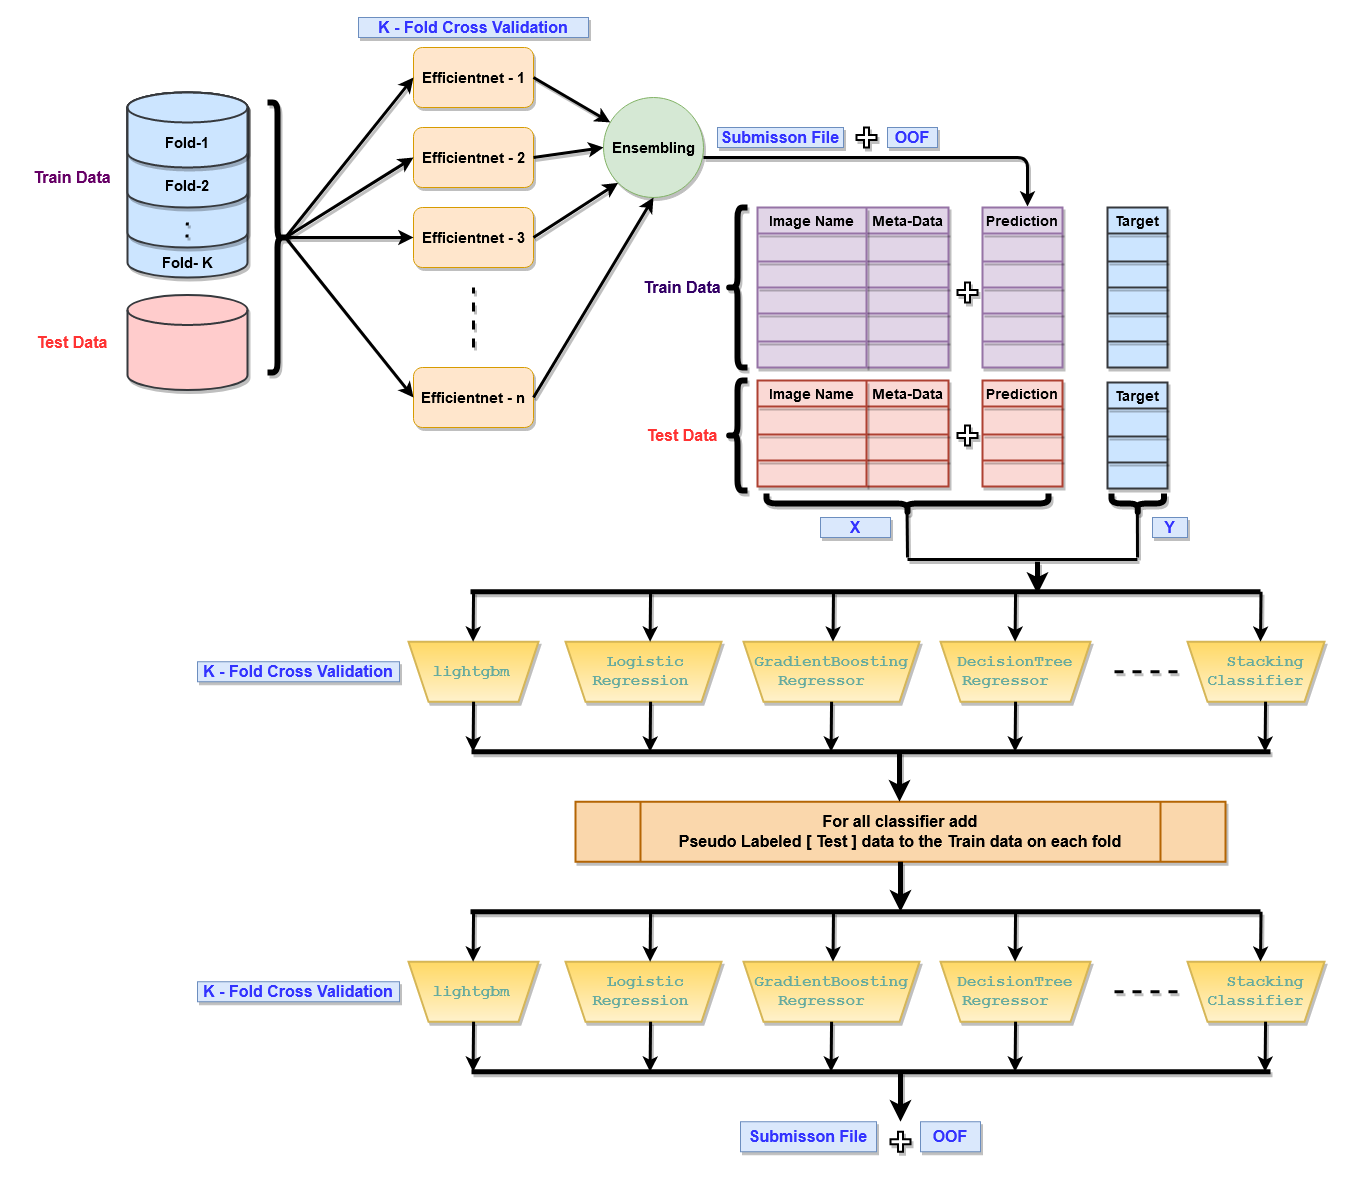 K - Fold Cross Validation
Efficientnet - 1
Fold-1
Efficientnet - 2
Ensembling
Submisson File
OOF
Train Data
Fold-2
:
Efficientnet - 3
Fold- K
Image Name
Meta-Data
Prediction
Target
Train Data
Test Data
Efficientnet - n
Image Name
Meta-Data
Prediction
Target
Test Data
X
Y
K - Fold Cross Validation
lightgbm
Logistic
Regression
GradientBoosting
Regressor
DecisionTree
Regressor
Stacking
Classifier
For all classifier add
Pseudo Labeled [ Test ] data to the Train data on each fold
K - Fold Cross Validation
lightgbm
Logistic
Regression
GradientBoosting
Regressor
DecisionTree
Regressor
Stacking
Classifier
Submisson File
OOF